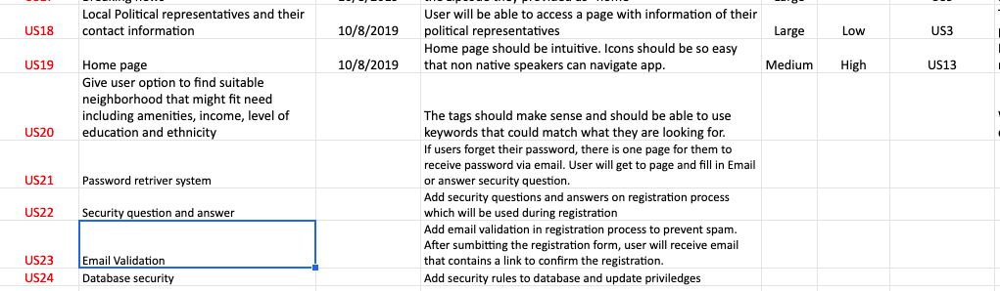 US18 Local Political representatives and their contact information 10/8/2019 User will be able to access a page with information of their political representatives Large Low US3
US19 Home page 10/8/2019 Home page should be intuitive. Icons should be so easy that non native speakers can navigate app. Medium High US13
US20 Give user option to find suitable neighborhood that might fit need including amenities, income, level of education and ethnicity The tags should make sense and should be able to use keywords that could match what they are looking for.
US21 Password retriver system If users forget their password, there is one page for them to receive password via email. User will get to page and fill in Email or answer security question.
US22 Security question and answer Add security questions and answers on registration process which will be used during registration
US23 Email Validation Add email validation in registration process to prevent spam. After sumbitting the registration form, user will receive email that contains a link to confirm the registration.
US24 Database security Add security rules to database and update priviledges